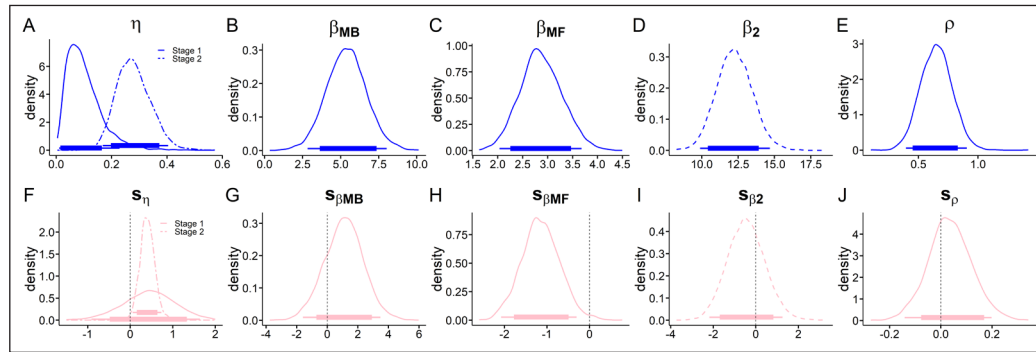 A η
density
6
4
2
0
0.0 0.2 0.4 0.6
Stage 1
Stage 2
B βMB
density
0.3
0.2
0.1
0.0
0.0 2.5 5.0 7.5 10.0
C βMF
density
1.00
0.75
0.50
0.25
0.00
1.5 2.0 2.5 3.0 3.5 4.0 4.5
D β2
density
0.3
0.2
0.1
0.0
10.0 12.5 15.0 17.5
E ρ
density
3
2
1
0
0.5 1.0
F sη
density
2.0
1.5
1.0
0.5
0.0
-1 0 1 2
Stage 1
Stage 2
G sβMB
density
0.3
0.2
0.1
0.0
-4 -2 0 2 4 6
H sβMF
density
0.75
0.50
0.25
0.00
-3 -2 -1 0
I sβ2
density
0.4
0.3
0.2
0.1
0.0
-4 -2 0 2
J sρ
density
4
3
2
1
0
-0.2 0.0 0.2